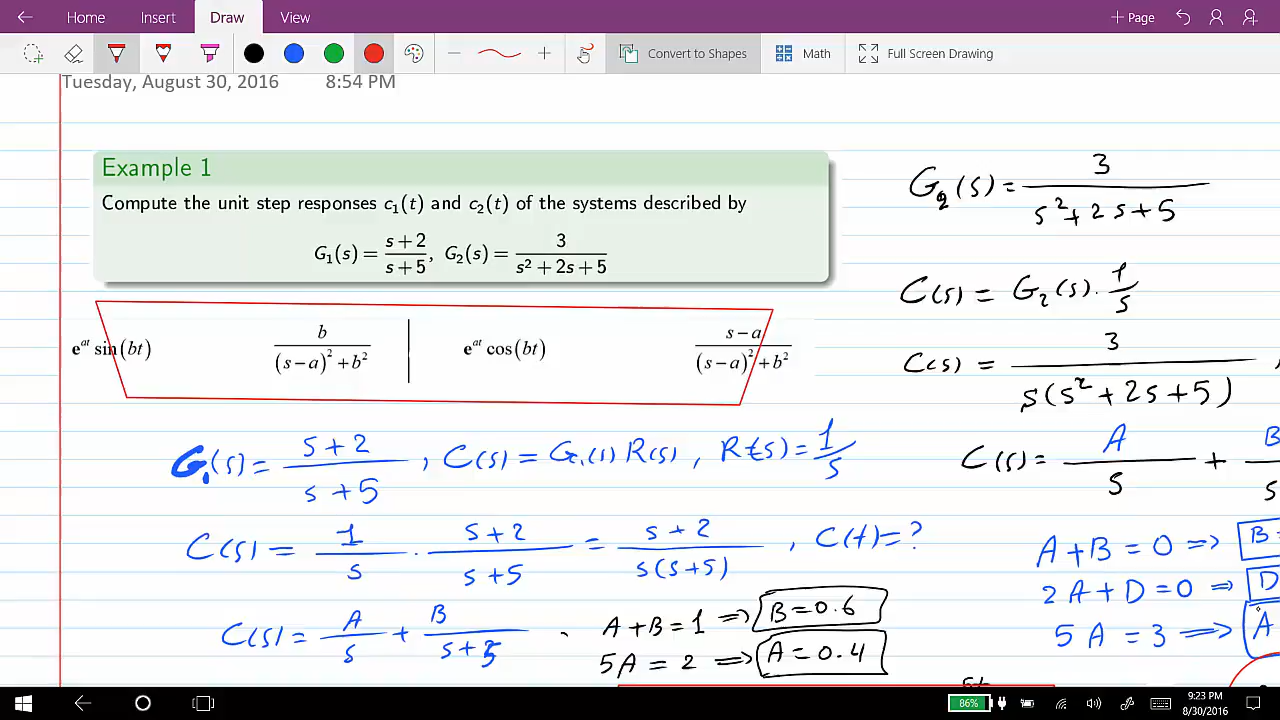 Home Insert Draw View + Page
Convert to Shapes Math Full Screen Drawing
Tuesday, August 30, 2016 8:54 PM
Example 1
Compute the unit step responses c₁(t) and c₂(t) of the systems described by
G₁(s) = (s+2)/(s+5), G₂(s) = 3/(s²+2s+5)
e^{at} sin(bt) b/((s−a)²+b²) e^{at} cos(bt) (s−a)/((s−a)²+b²)
G₁(s) = (s+2)/(s+5), C(s) = G₁(s) R(s), R(s) = 1/s
C(s) = 1/s · (s+2)/(s+5) = (s+2)/(s(s+5)), C(t) = ?
C(s) = A/s + B/(s+5)
A+B = 1 ⇒ B = 0.6
5A = 2 ⇒ A = 0.4
G₂(s) = 3/(s²+2s+5)
C(s) = G₂(s) · 1/s
C(s) = 3/(s(s²+2s+5))
C(s) = A/s + B
s
A+B = 0 ⇒ B =
2A+D = 0 ⇒ D
5A = 3 ⇒ A
86% 9:23 PM
8/30/2016